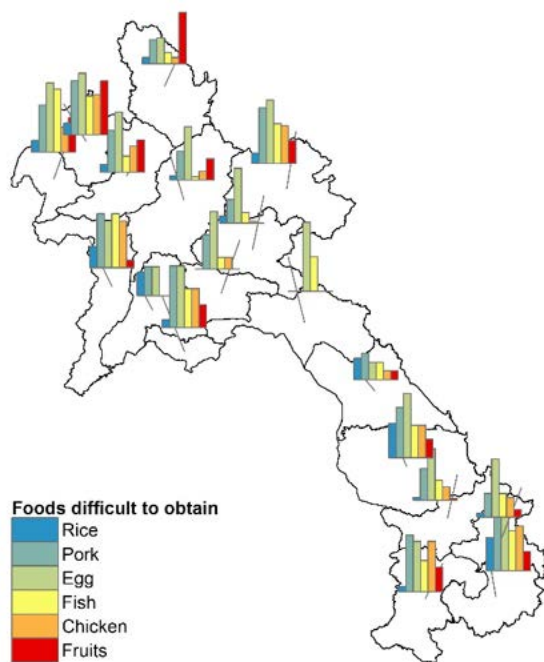 Foods difficult to obtain
Rice
Pork
Egg
Fish
Chicken
Fruits